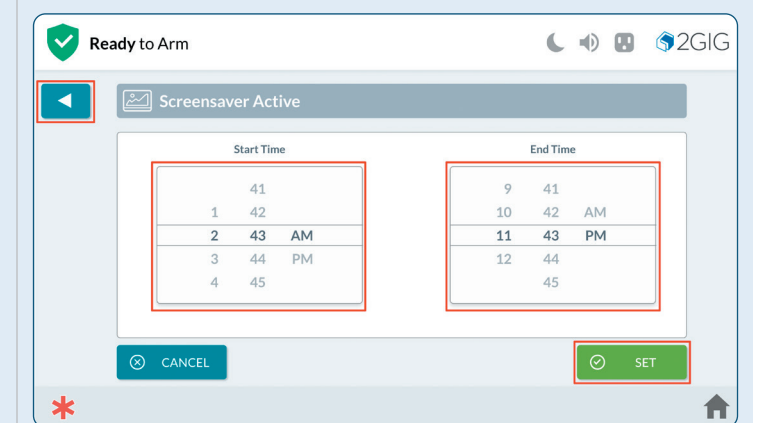 Ready to Arm
2GIG
Screensaver Active
Start Time End Time
41 9 41
1 42 10 42 AM
2 43 AM 11 43 PM
3 44 PM 12 44
4 45 45
CANCEL SET